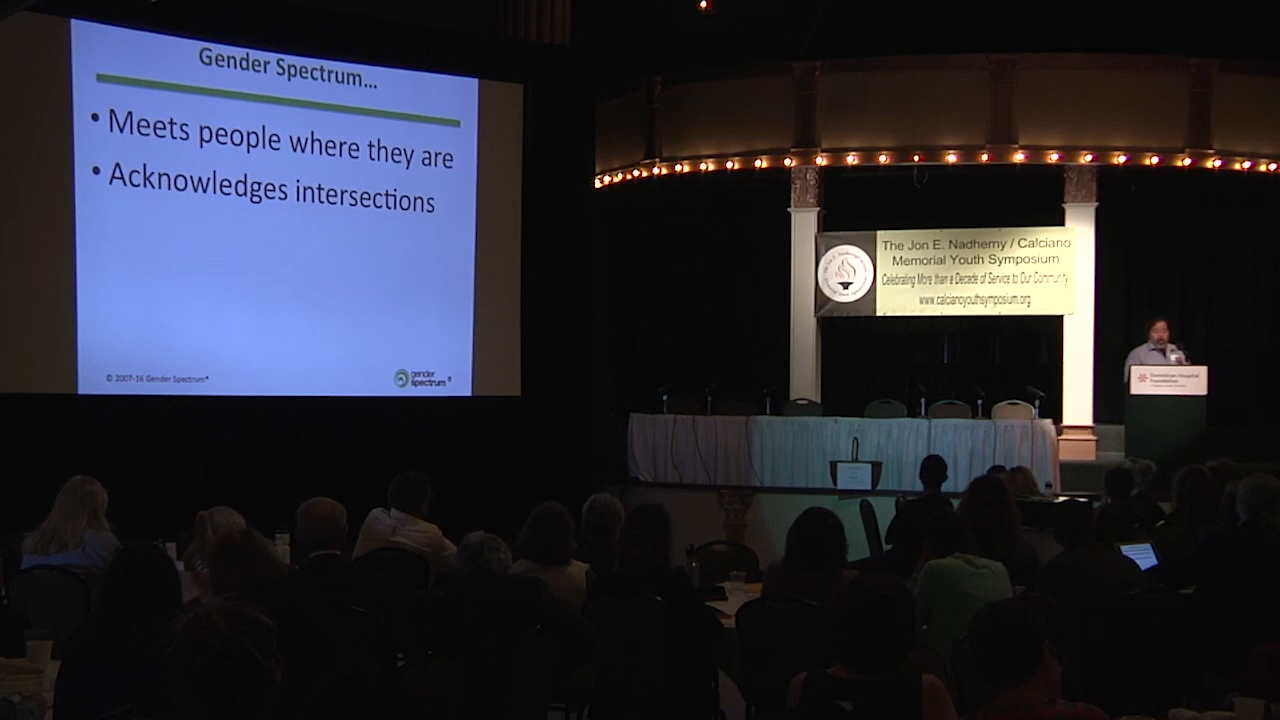 Gender Spectrum...
• Meets people where they are
• Acknowledges intersections
© 2007-16 Gender Spectrum®
gender
spectrum®
The Jon E. Nadherny / Calciano
Memorial Youth Symposium
Celebrating More than a Decade of Service to Our Community
www.calcianoyouthsymposium.org
Dominican Hospital
Foundation